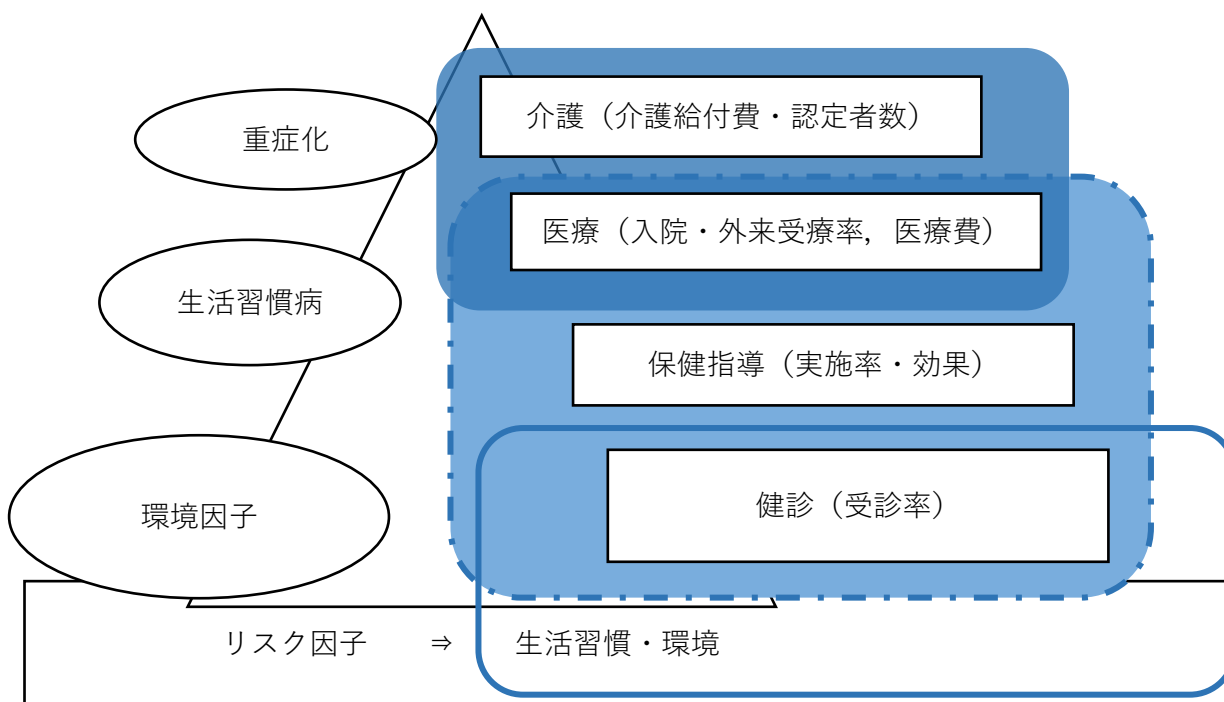 介護（介護給付費・認定者数）
重症化
医療（入院・外来受療率，医療費）
生活習慣病
保健指導（実施率・効果）
健診（受診率）
環境因子
リスク因子　⇒　生活習慣・環境